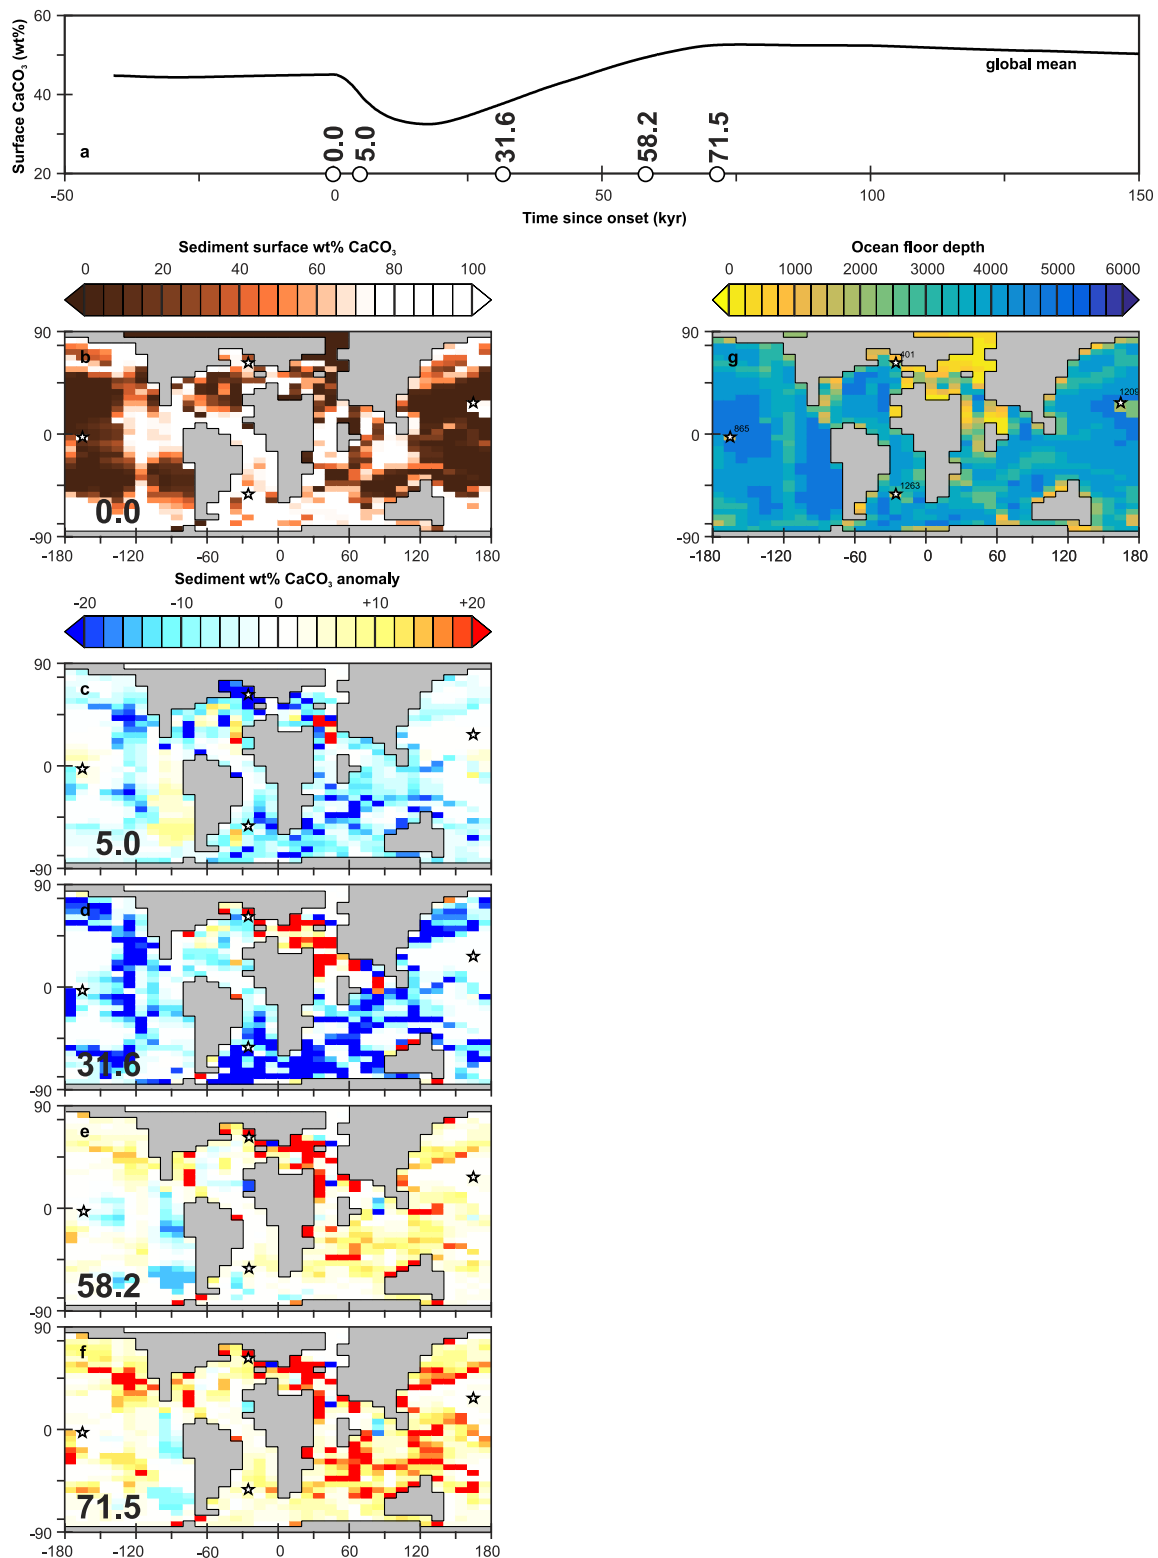 60
40
20
Surface CaCO₃ (wt%)
a
global mean
0.0
5.0
31.6
58.2
71.5
-50
0
50
100
150
Time since onset (kyr)
Sediment surface wt% CaCO₃
0 20 40 60 80 100
Ocean floor depth
0 1000 2000 3000 4000 5000 6000
90
0
-90
b
0.0
-180 -120 -60 0 60 120 180
90
0
-90
g
401
1209
865
1263
-180 -120 -60 0 60 120 180
Sediment wt% CaCO₃ anomaly
-20 -10 0 +10 +20
90
0
-90
c
5.0
90
0
-90
d
31.6
90
0
-90
e
58.2
90
0
-90
f
71.5
-180 -120 -60 0 60 120 180